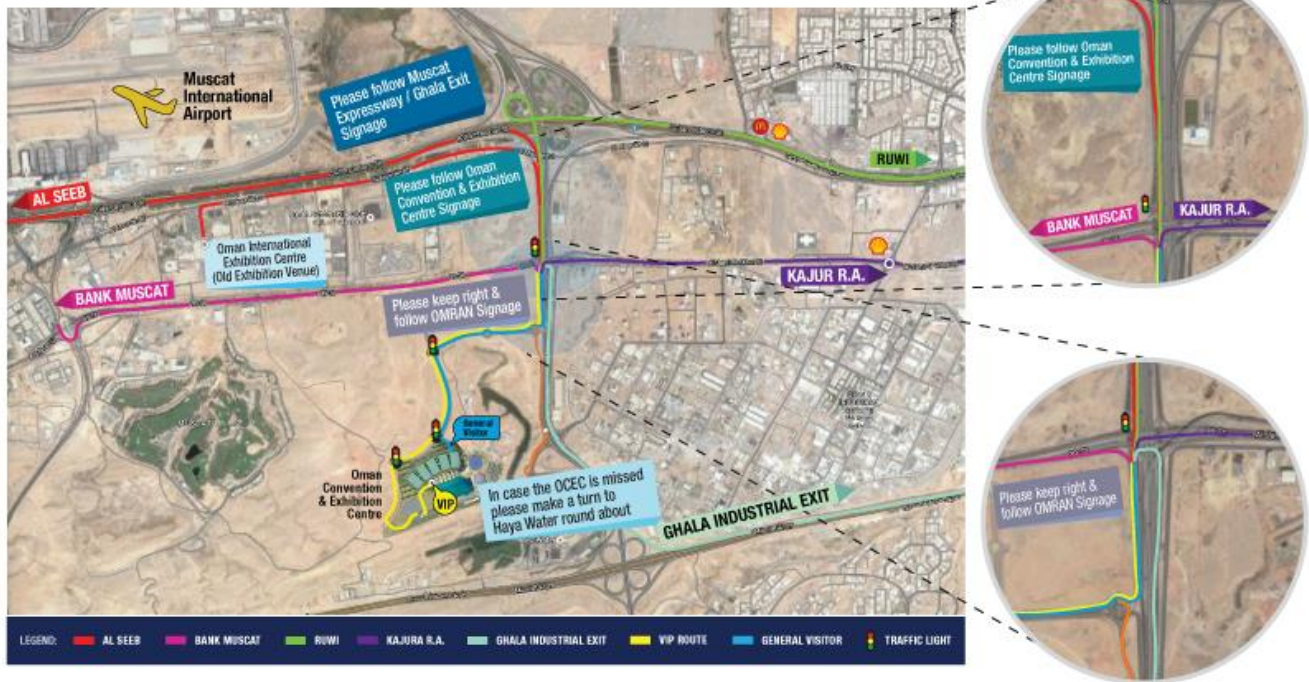 Muscat
International
Airport
Please follow Muscat
Expressway / Ghala Exit
Signage
AL SEEB
Please follow Oman
Convention & Exhibition
Centre Signage
RUWI
Oman International
Exhibition Centre
(Old Exhibition Venue)
BANK MUSCAT
KAJUR R.A.
Please keep right &
follow OMRAN Signage
General
Visitor
Oman
Convention
& Exhibition
Centre
VIP
In case the OCEC is missed
please make a turn to
Haya Water round about
GHALA INDUSTRIAL EXIT
LEGEND:
AL SEEB
BANK MUSCAT
RUWI
KAJURA R.A.
GHALA INDUSTRIAL EXIT
VIP ROUTE
GENERAL VISITOR
TRAFFIC LIGHT
Please follow Oman
Convention & Exhibition
Centre Signage
BANK MUSCAT
KAJUR R.A.
Please keep right &
follow OMRAN Signage